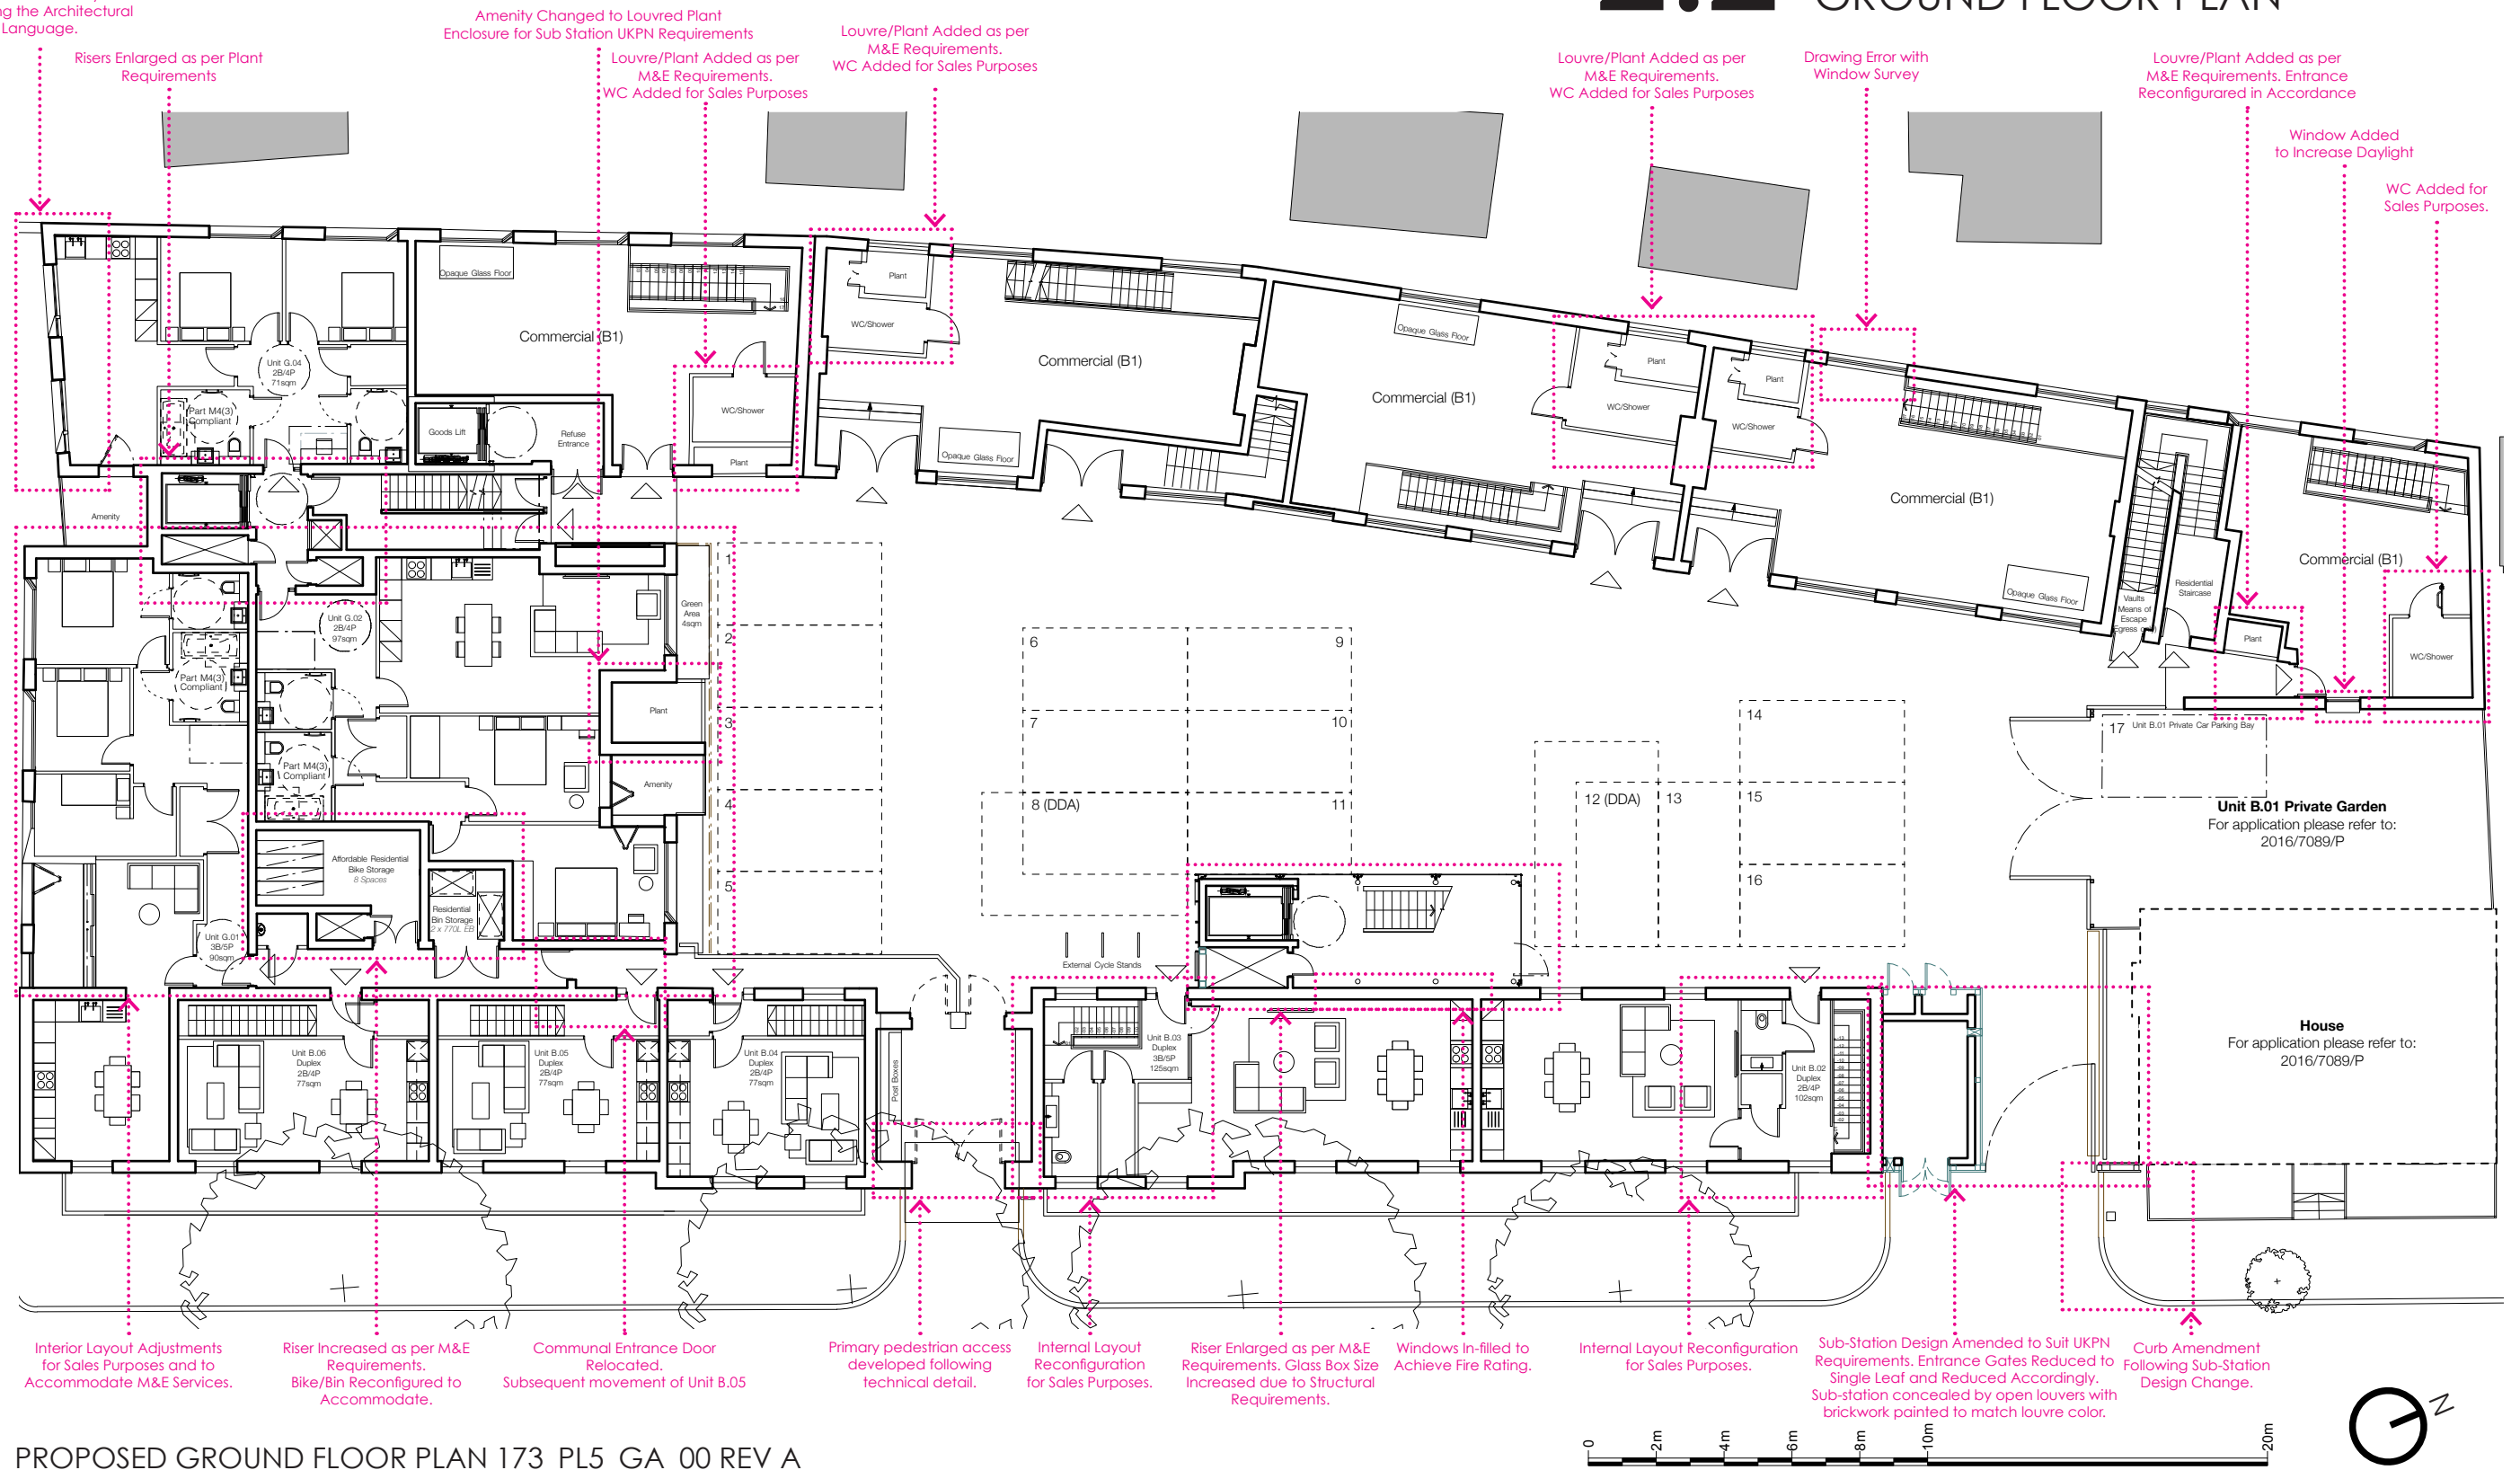 GROUND FLOOR PLAN
ng the Architectural
Language.
Risers Enlarged as per Plant
Requirements
Amenity Changed to Louvred Plant
Enclosure for Sub Station UKPN Requirements
Louvre/Plant Added as per
M&E Requirements.
WC Added for Sales Purposes
Louvre/Plant Added as per
M&E Requirements.
WC Added for Sales Purposes
Louvre/Plant Added as per
M&E Requirements.
WC Added for Sales Purposes
Drawing Error with
Window Survey
Louvre/Plant Added as per
M&E Requirements. Entrance
Reconfigurared in Accordance
Window Added
to Increase Daylight
WC Added for
Sales Purposes.
Opaque Glass Floor
Commercial (B1)
Unit G.04
2B/4P
71sqm
Part M4(3)
Compliant
Goods Lift
Refuse
Entrance
WC/Shower
Plant
Plant
WC/Shower
Commercial (B1)
Opaque Glass Floor
Opaque Glass Floor
Commercial (B1)
Plant
WC/Shower
Plant
WC/Shower
Commercial (B1)
Opaque Glass Floor
Vaults
Means of
Escape
Residential
Staircase
Commercial (B1)
Plant
WC/Shower
Amenity
Unit G.02
2B/4P
97sqm
Green
Area
4sqm
Part M4(3)
Compliant
Plant
Part M4(3)
Compliant
Amenity
Affordable Residential
Bike Storage
8 Spaces
Residential
Bin Storage
2 x 770L EB
Unit G.01
3B/5P
90sqm
1
2
3
4
5
6
7
8 (DDA)
9
10
11
12 (DDA)
13
14
15
16
17
Unit B.01 Private Car Parking Bay
Unit B.01 Private Garden
For application please refer to:
2016/7089/P
External Cycle Stands
House
For application please refer to:
2016/7089/P
Unit B.06
Duplex
2B/4P
77sqm
Unit B.05
Duplex
2B/4P
77sqm
Unit B.04
Duplex
2B/4P
77sqm
Post Boxes
Unit B.03
Duplex
3B/5P
125sqm
Unit B.02
Duplex
2B/4P
102sqm
Interior Layout Adjustments
for Sales Purposes and to
Accommodate M&E Services.
Riser Increased as per M&E
Requirements.
Bike/Bin Reconfigured to
Accommodate.
Communal Entrance Door
Relocated.
Subsequent movement of Unit B.05
Primary pedestrian access
developed following
technical detail.
Internal Layout
Reconfiguration
for Sales Purposes.
Riser Enlarged as per M&E
Requirements. Glass Box Size
Increased due to Structural
Requirements.
Windows In-filled to
Achieve Fire Rating.
Internal Layout Reconfiguration
for Sales Purposes.
Sub-Station Design Amended to Suit UKPN
Requirements. Entrance Gates Reduced to
Single Leaf and Reduced Accordingly.
Sub-station concealed by open louvers with
brickwork painted to match louvre color.
Curb Amendment
Following Sub-Station
Design Change.
0 2m 4m 6m 8m 10m 20m
N
PROPOSED GROUND FLOOR PLAN 173 PL5 GA 00 REV A